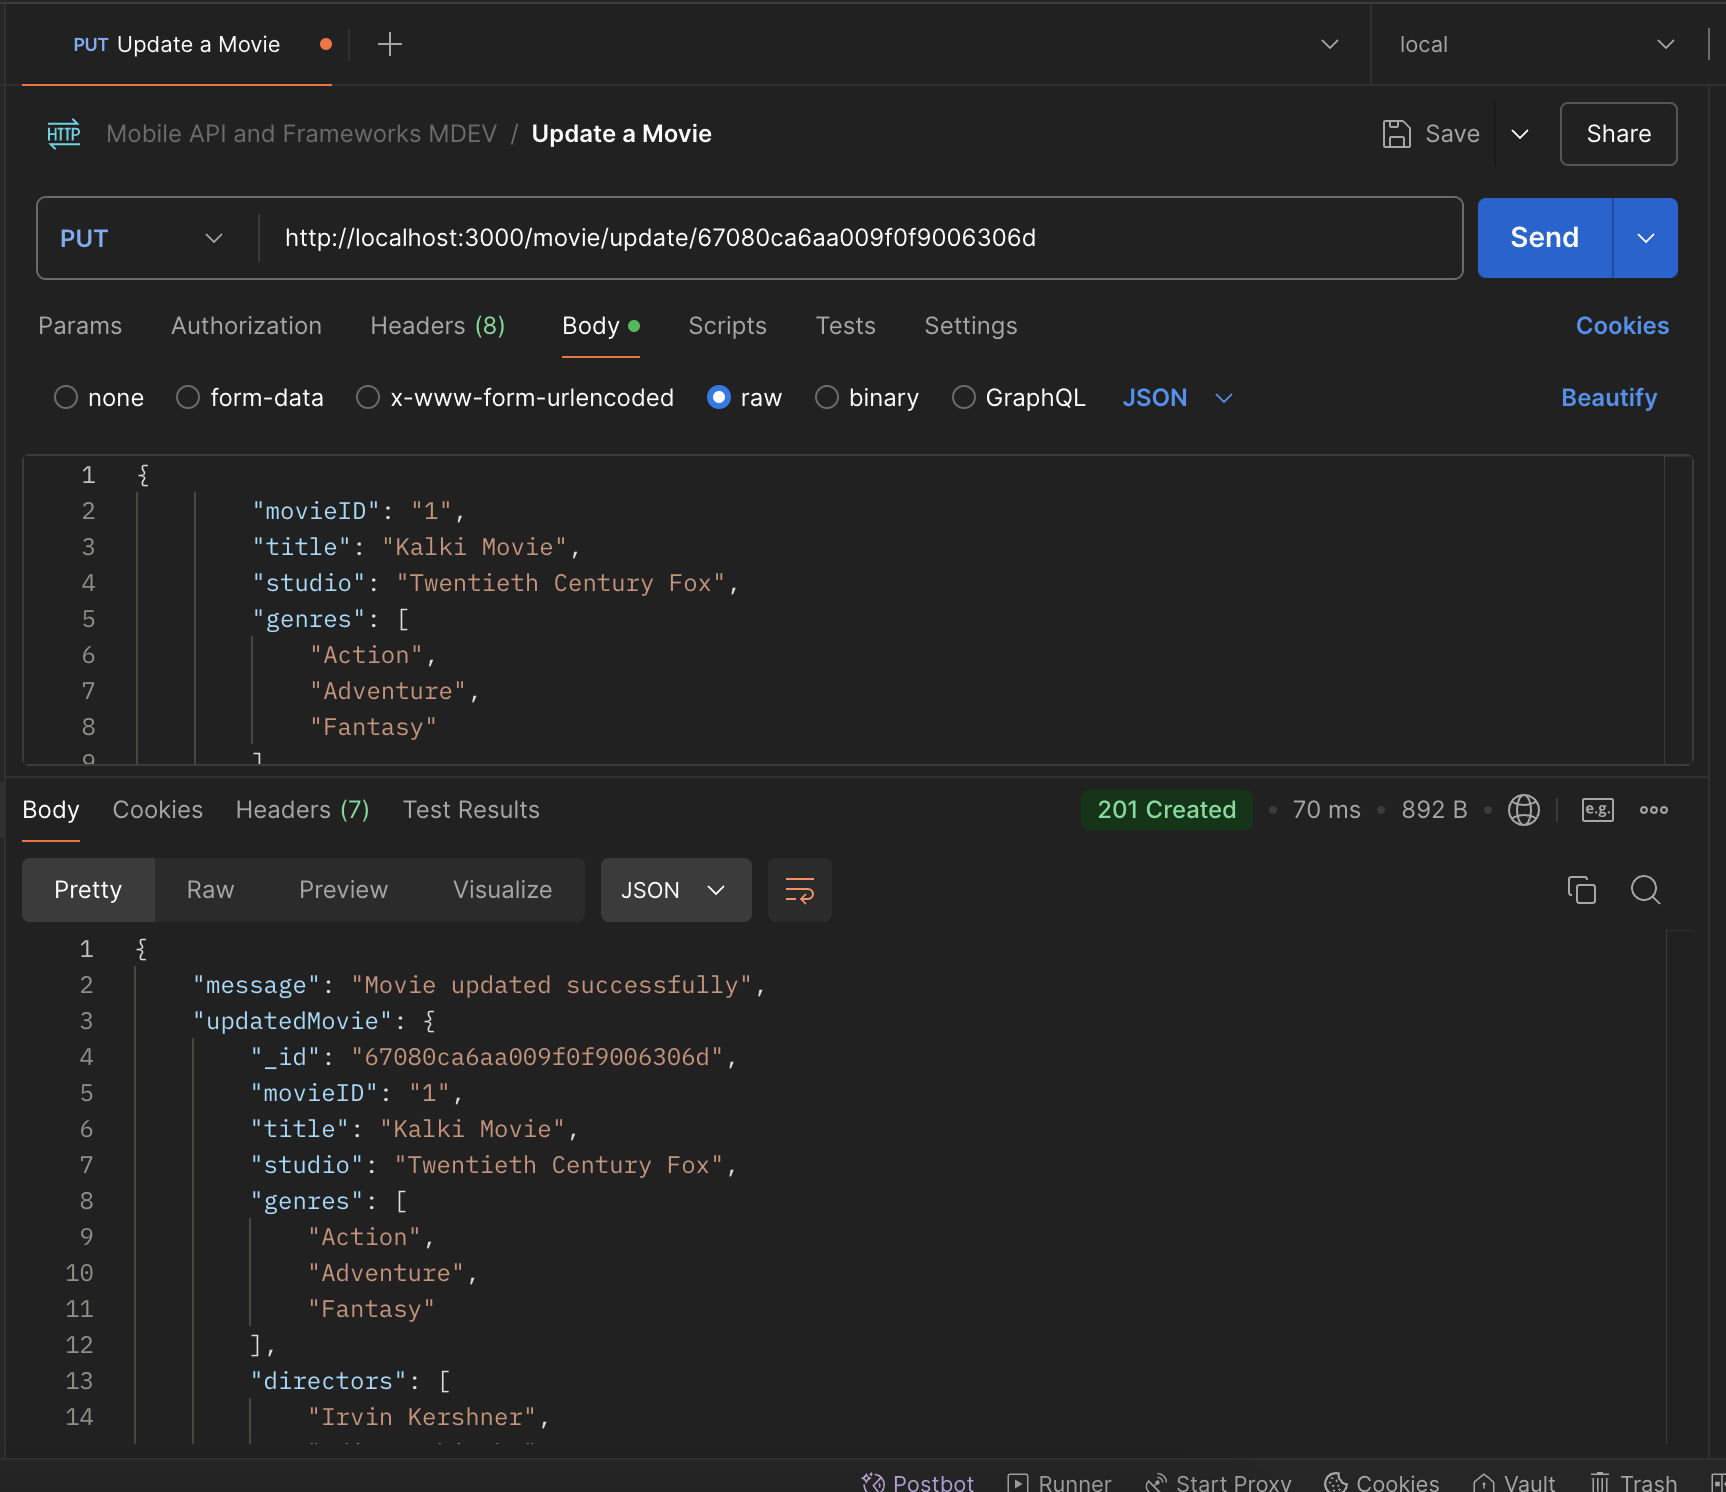 PUT Update a Movie
local
HTTP Mobile API and Frameworks MDEV / Update a Movie
Save
Share
PUT http://localhost:3000/movie/update/67080ca6aa009f0f9006306d
Send
Params Authorization Headers (8) Body Scripts Tests Settings Cookies
none form-data x-www-form-urlencoded raw binary GraphQL JSON Beautify
1 {
2 "movieID": "1",
3 "title": "Kalki Movie",
4 "studio": "Twentieth Century Fox",
5 "genres": [
6 "Action",
7 "Adventure",
8 "Fantasy"
9 ]
Body Cookies Headers (7) Test Results 201 Created 70 ms 892 B e.g.
Pretty Raw Preview Visualize JSON
1 {
2 "message": "Movie updated successfully",
3 "updatedMovie": {
4 "_id": "67080ca6aa009f0f9006306d",
5 "movieID": "1",
6 "title": "Kalki Movie",
7 "studio": "Twentieth Century Fox",
8 "genres": [
9 "Action",
10 "Adventure",
11 "Fantasy"
12 ],
13 "directors": [
14 "Irvin Kershner",
Postbot Runner Start Proxy Cookies Vault Trash